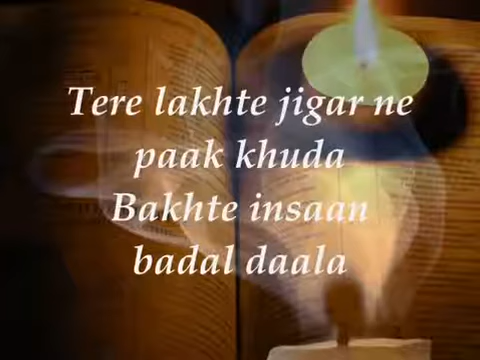 Tere lakhte jigar ne
paak khuda
Bakhte insaan
badal daala